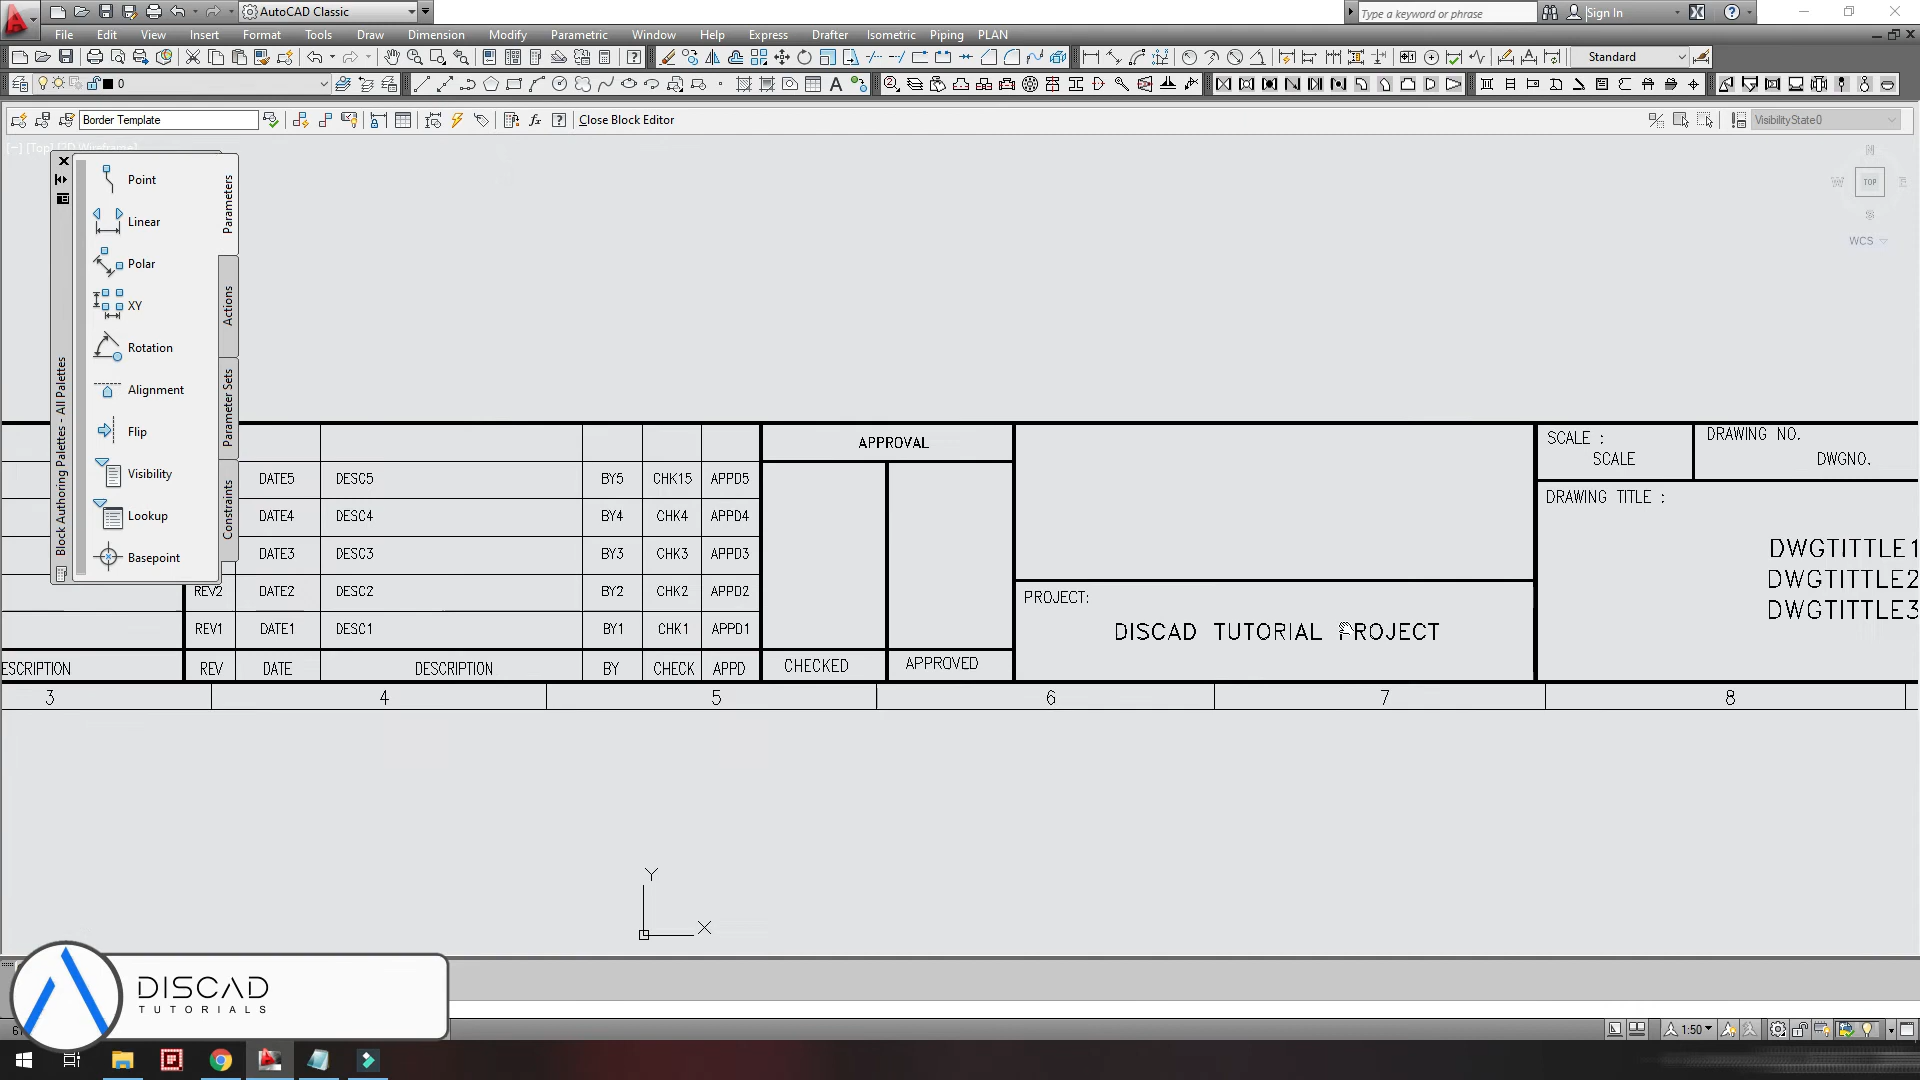 AutoCAD Classic
Type a keyword or phrase
Sign In
File Edit View Insert Format Tools Draw Dimension Modify Parametric Window Help Express Drafter Isometric Piping PLAN
Standard
0
Border Template
Close Block Editor
VisibilityState0
Point
Linear
Polar
XY
Rotation
Alignment
Flip
Visibility
Lookup
Basepoint
Parameters
Actions
Parameter Sets
Constraints
Block Authoring Palettes - All Palettes
N
TOP
S
WCS
APPROVAL
SCALE :
SCALE
DRAWING NO.
DWGNO.
DATE5 DESC5 BY5 CHK15 APPD5
DRAWING TITLE :
DATE4 DESC4 BY4 CHK4 APPD4
DATE3 DESC3 BY3 CHK3 APPD3
DWGTITTLE1
DWGTITTLE2
DWGTITTLE3
REV2 DATE2 DESC2 BY2 CHK2 APPD2
PROJECT:
DISCAD TUTORIAL PROJECT
REV1 DATE1 DESC1 BY1 CHK1 APPD1
ESCRIPTION REV DATE DESCRIPTION BY CHECK APPD CHECKED APPROVED
3 4 5 6 7 8
Y
X
DISCAD
TUTORIALS
1:50